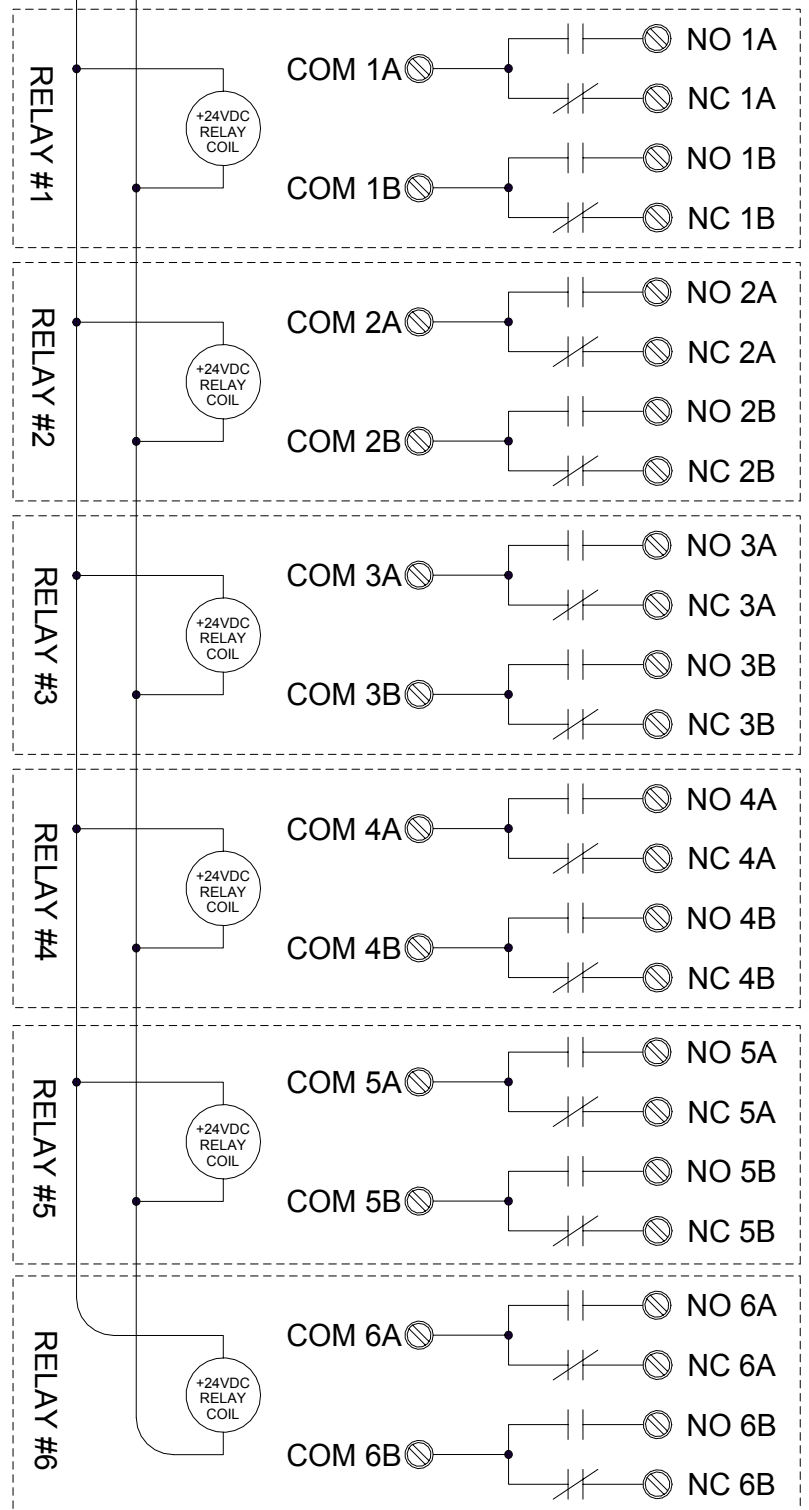 RELAY #1
+24VDC
RELAY
COIL
COM 1A
NO 1A
NC 1A
COM 1B
NO 1B
NC 1B
RELAY #2
+24VDC
RELAY
COIL
COM 2A
NO 2A
NC 2A
COM 2B
NO 2B
NC 2B
RELAY #3
+24VDC
RELAY
COIL
COM 3A
NO 3A
NC 3A
COM 3B
NO 3B
NC 3B
RELAY #4
+24VDC
RELAY
COIL
COM 4A
NO 4A
NC 4A
COM 4B
NO 4B
NC 4B
RELAY #5
+24VDC
RELAY
COIL
COM 5A
NO 5A
NC 5A
COM 5B
NO 5B
NC 5B
RELAY #6
+24VDC
RELAY
COIL
COM 6A
NO 6A
NC 6A
COM 6B
NO 6B
NC 6B